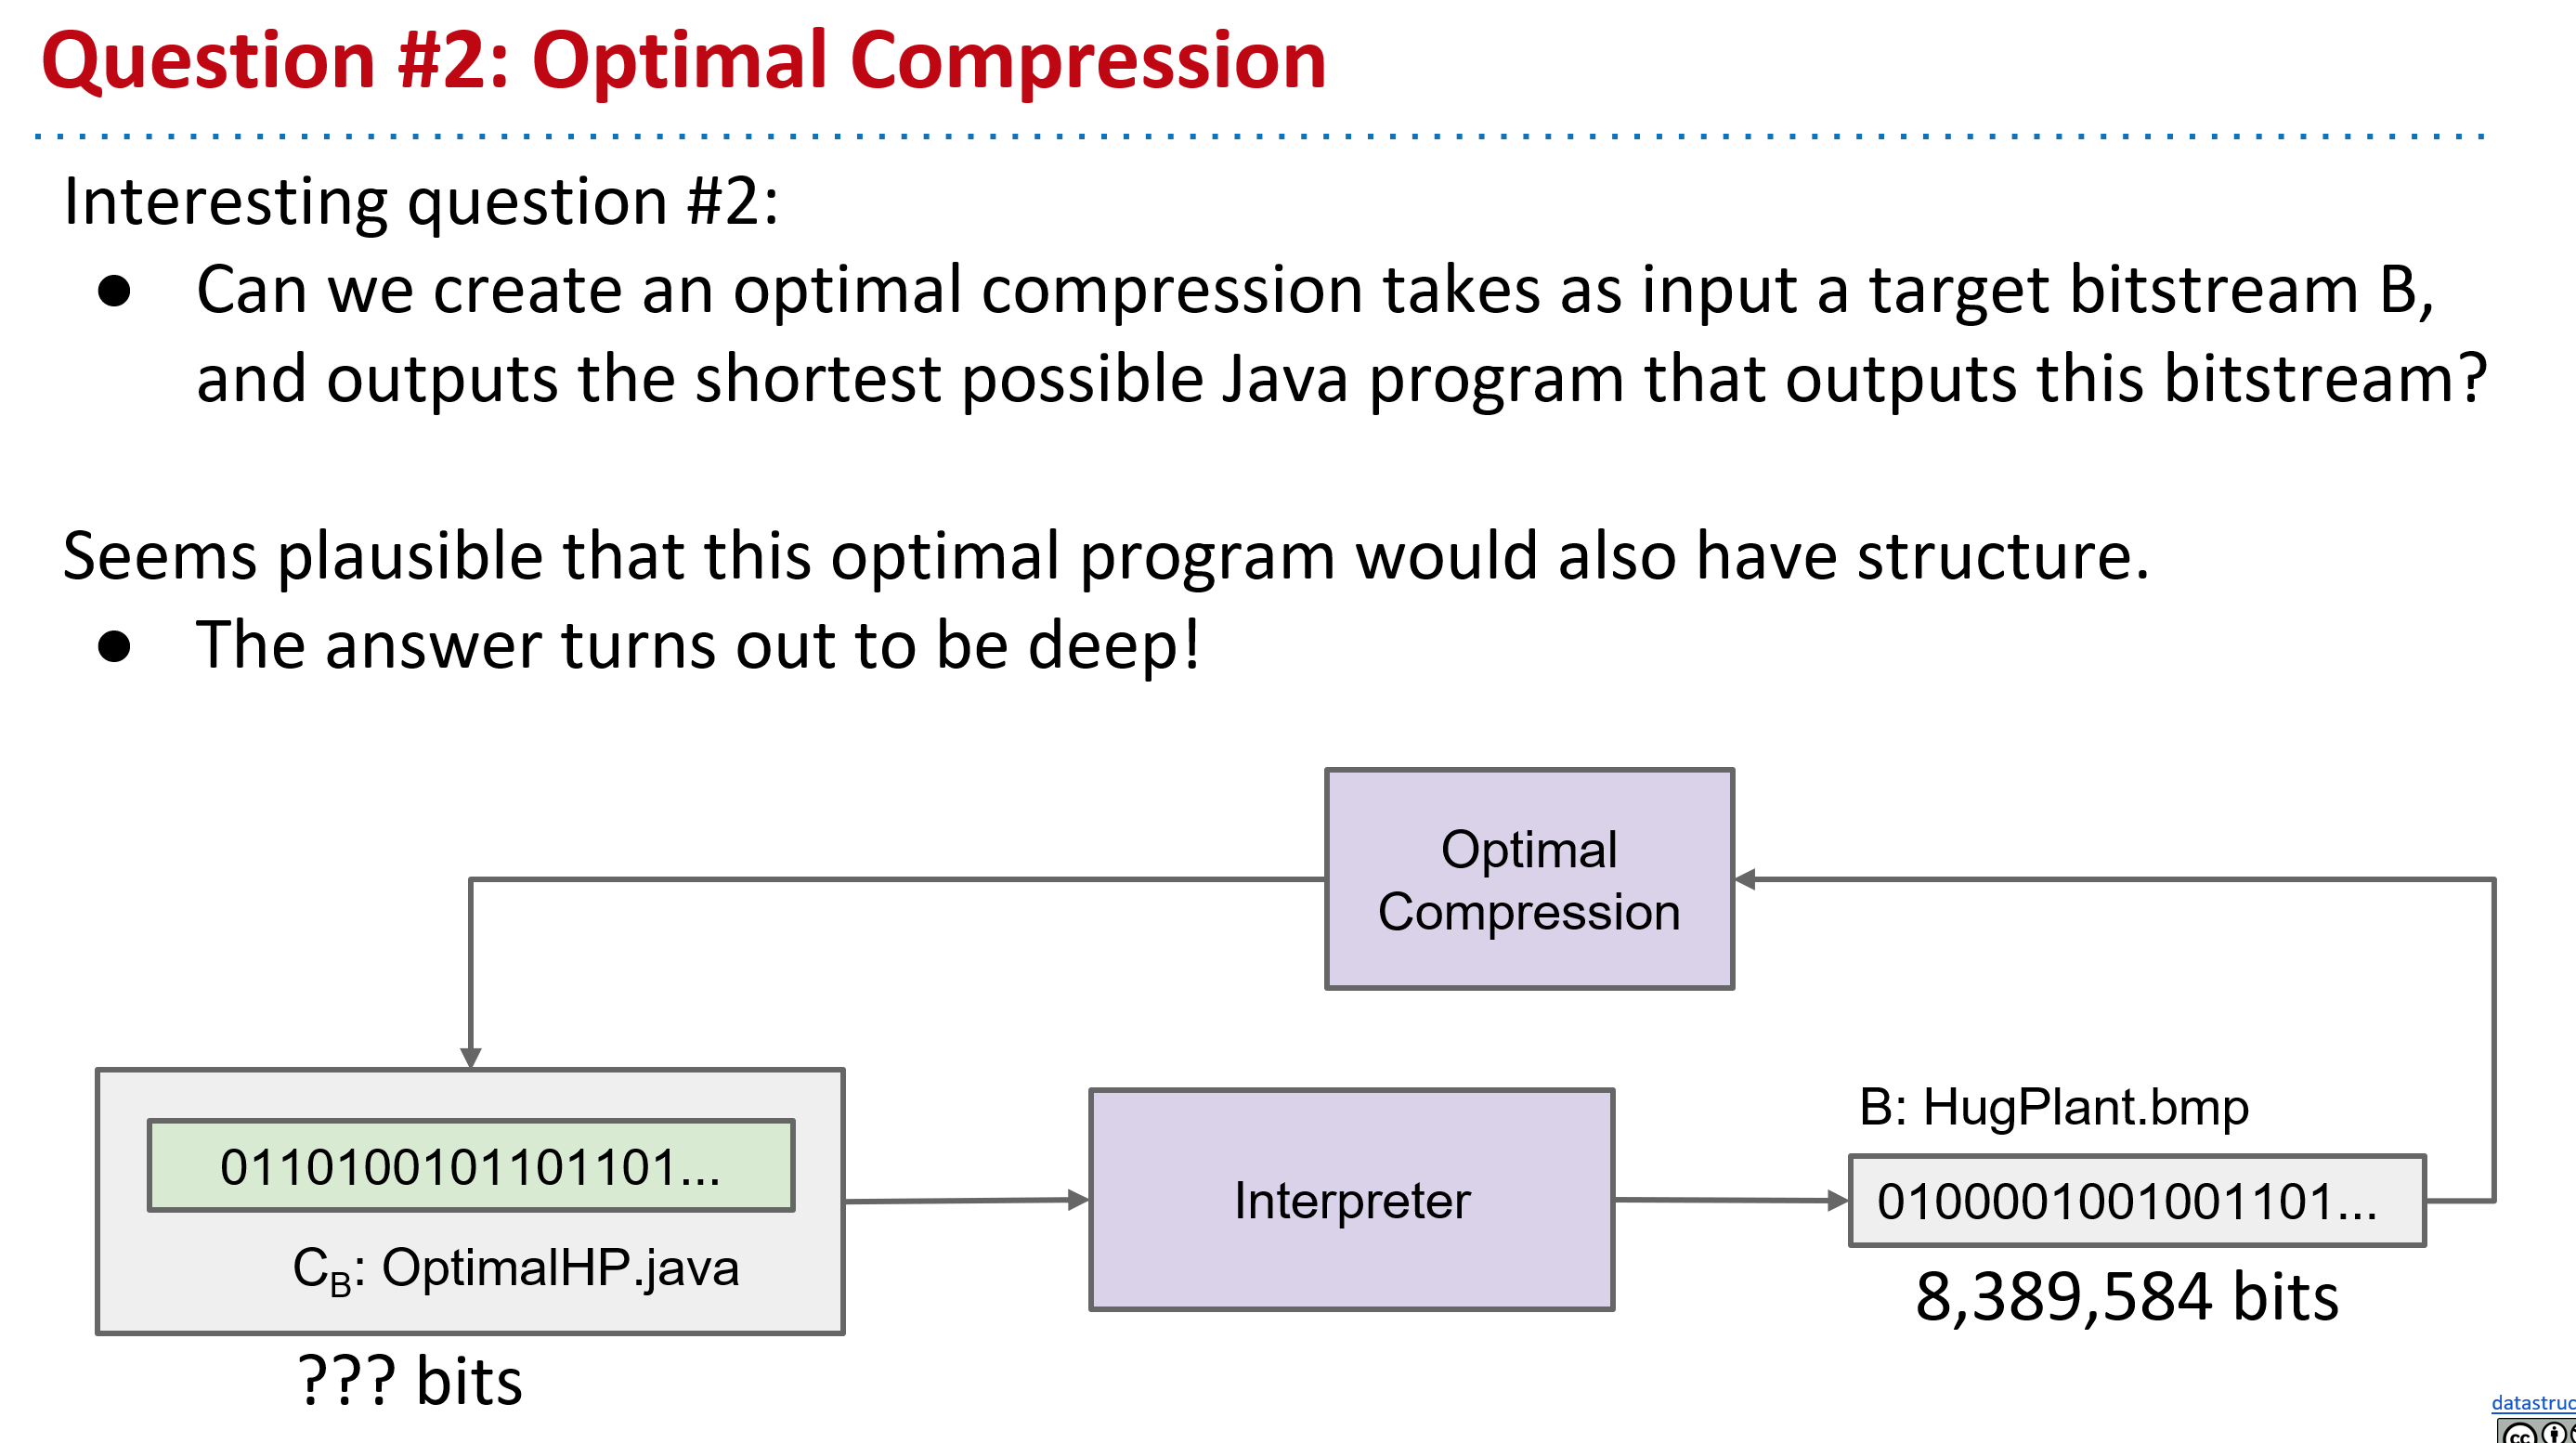 Question #2: Optimal Compression
Interesting question #2:
● Can we create an optimal compression takes as input a target bitstream B,
and outputs the shortest possible Java program that outputs this bitstream?
Seems plausible that this optimal program would also have structure.
● The answer turns out to be deep!
Optimal
Compression
B: HugPlant.bmp
0110100101101101...
Interpreter
0100001001001101...
C_B: OptimalHP.java
8,389,584 bits
??? bits
datastruc
cc